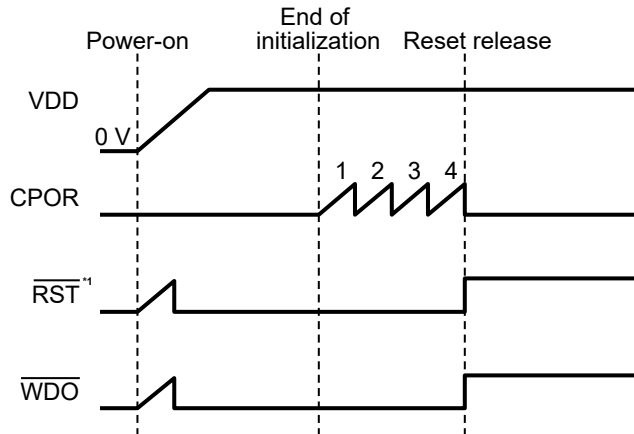 End of
Power-on initialization Reset release
VDD
0 V
1 2 3 4
CPOR
RST *1
WDO